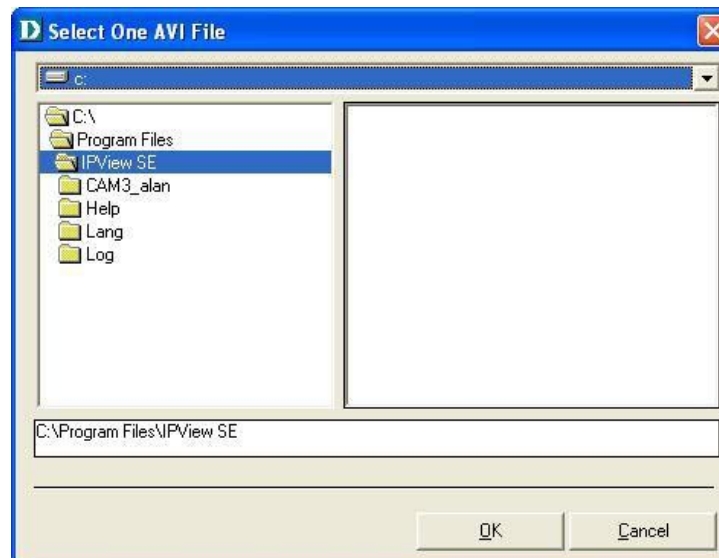 D Select One AVI File
c:
C:\
Program Files
IPView SE
CAM3_alan
Help
Lang
Log
C:\Program Files\IPView SE
OK
Cancel